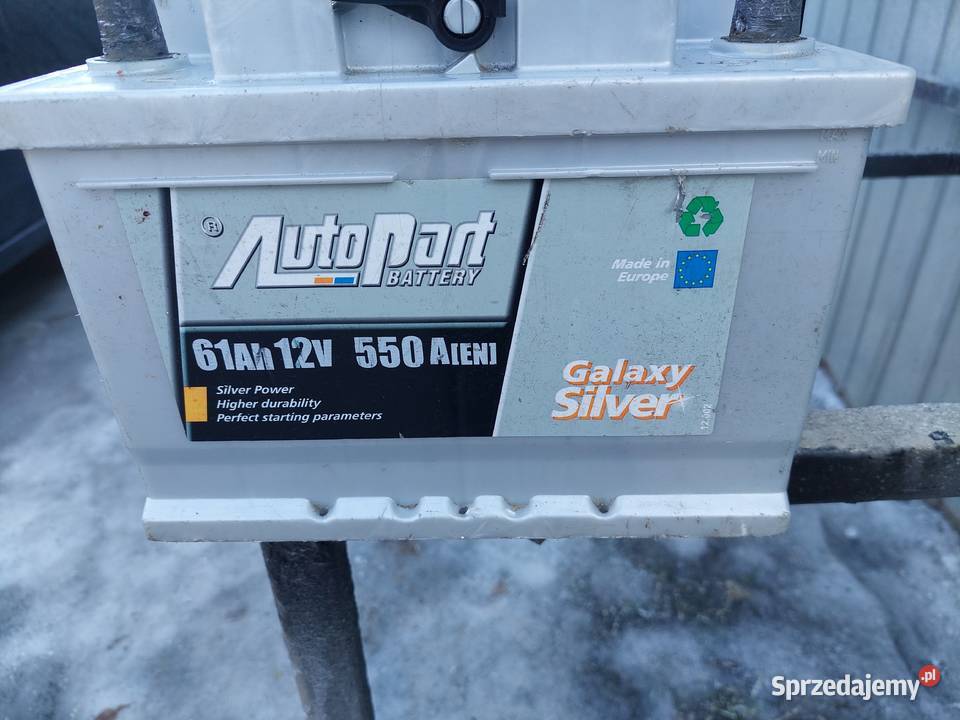 MIN
AutoPart
BATTERY
Made in
Europe
61Ah 12V 550 A[EN]
Silver Power
Higher durability
Perfect starting parameters
Galaxy
Silver
Sprzedajemy.pl